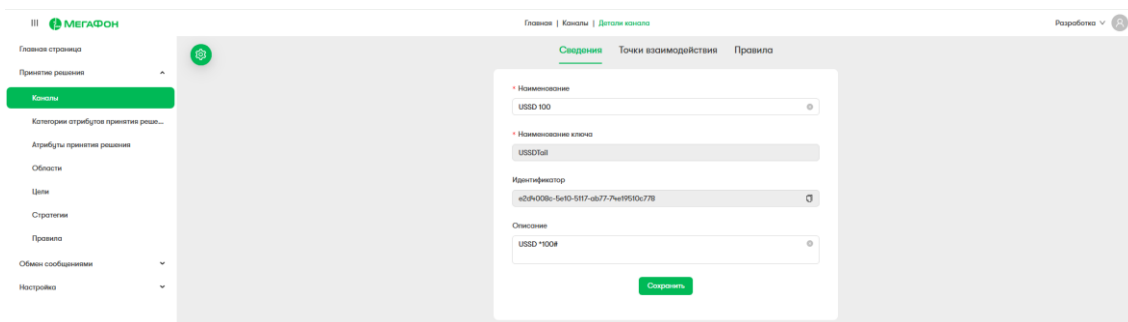 МЕГАФОН
Главная | Каналы | Детали канала
Разработка
Главная страница
Принятие решения
Каналы
Категории атрибутов принятия реше...
Атрибуты принятия решения
Области
Цели
Стратегии
Правила
Обмен сообщениями
Настройка
Сведения Точки взаимодействия Правила
* Наименование
USSD 100
* Наименование ключа
USSDTail
Идентификатор
e2d4008c-5e10-5117-ab77-74e19510c778
Описание
USSD *100#
Сохранить